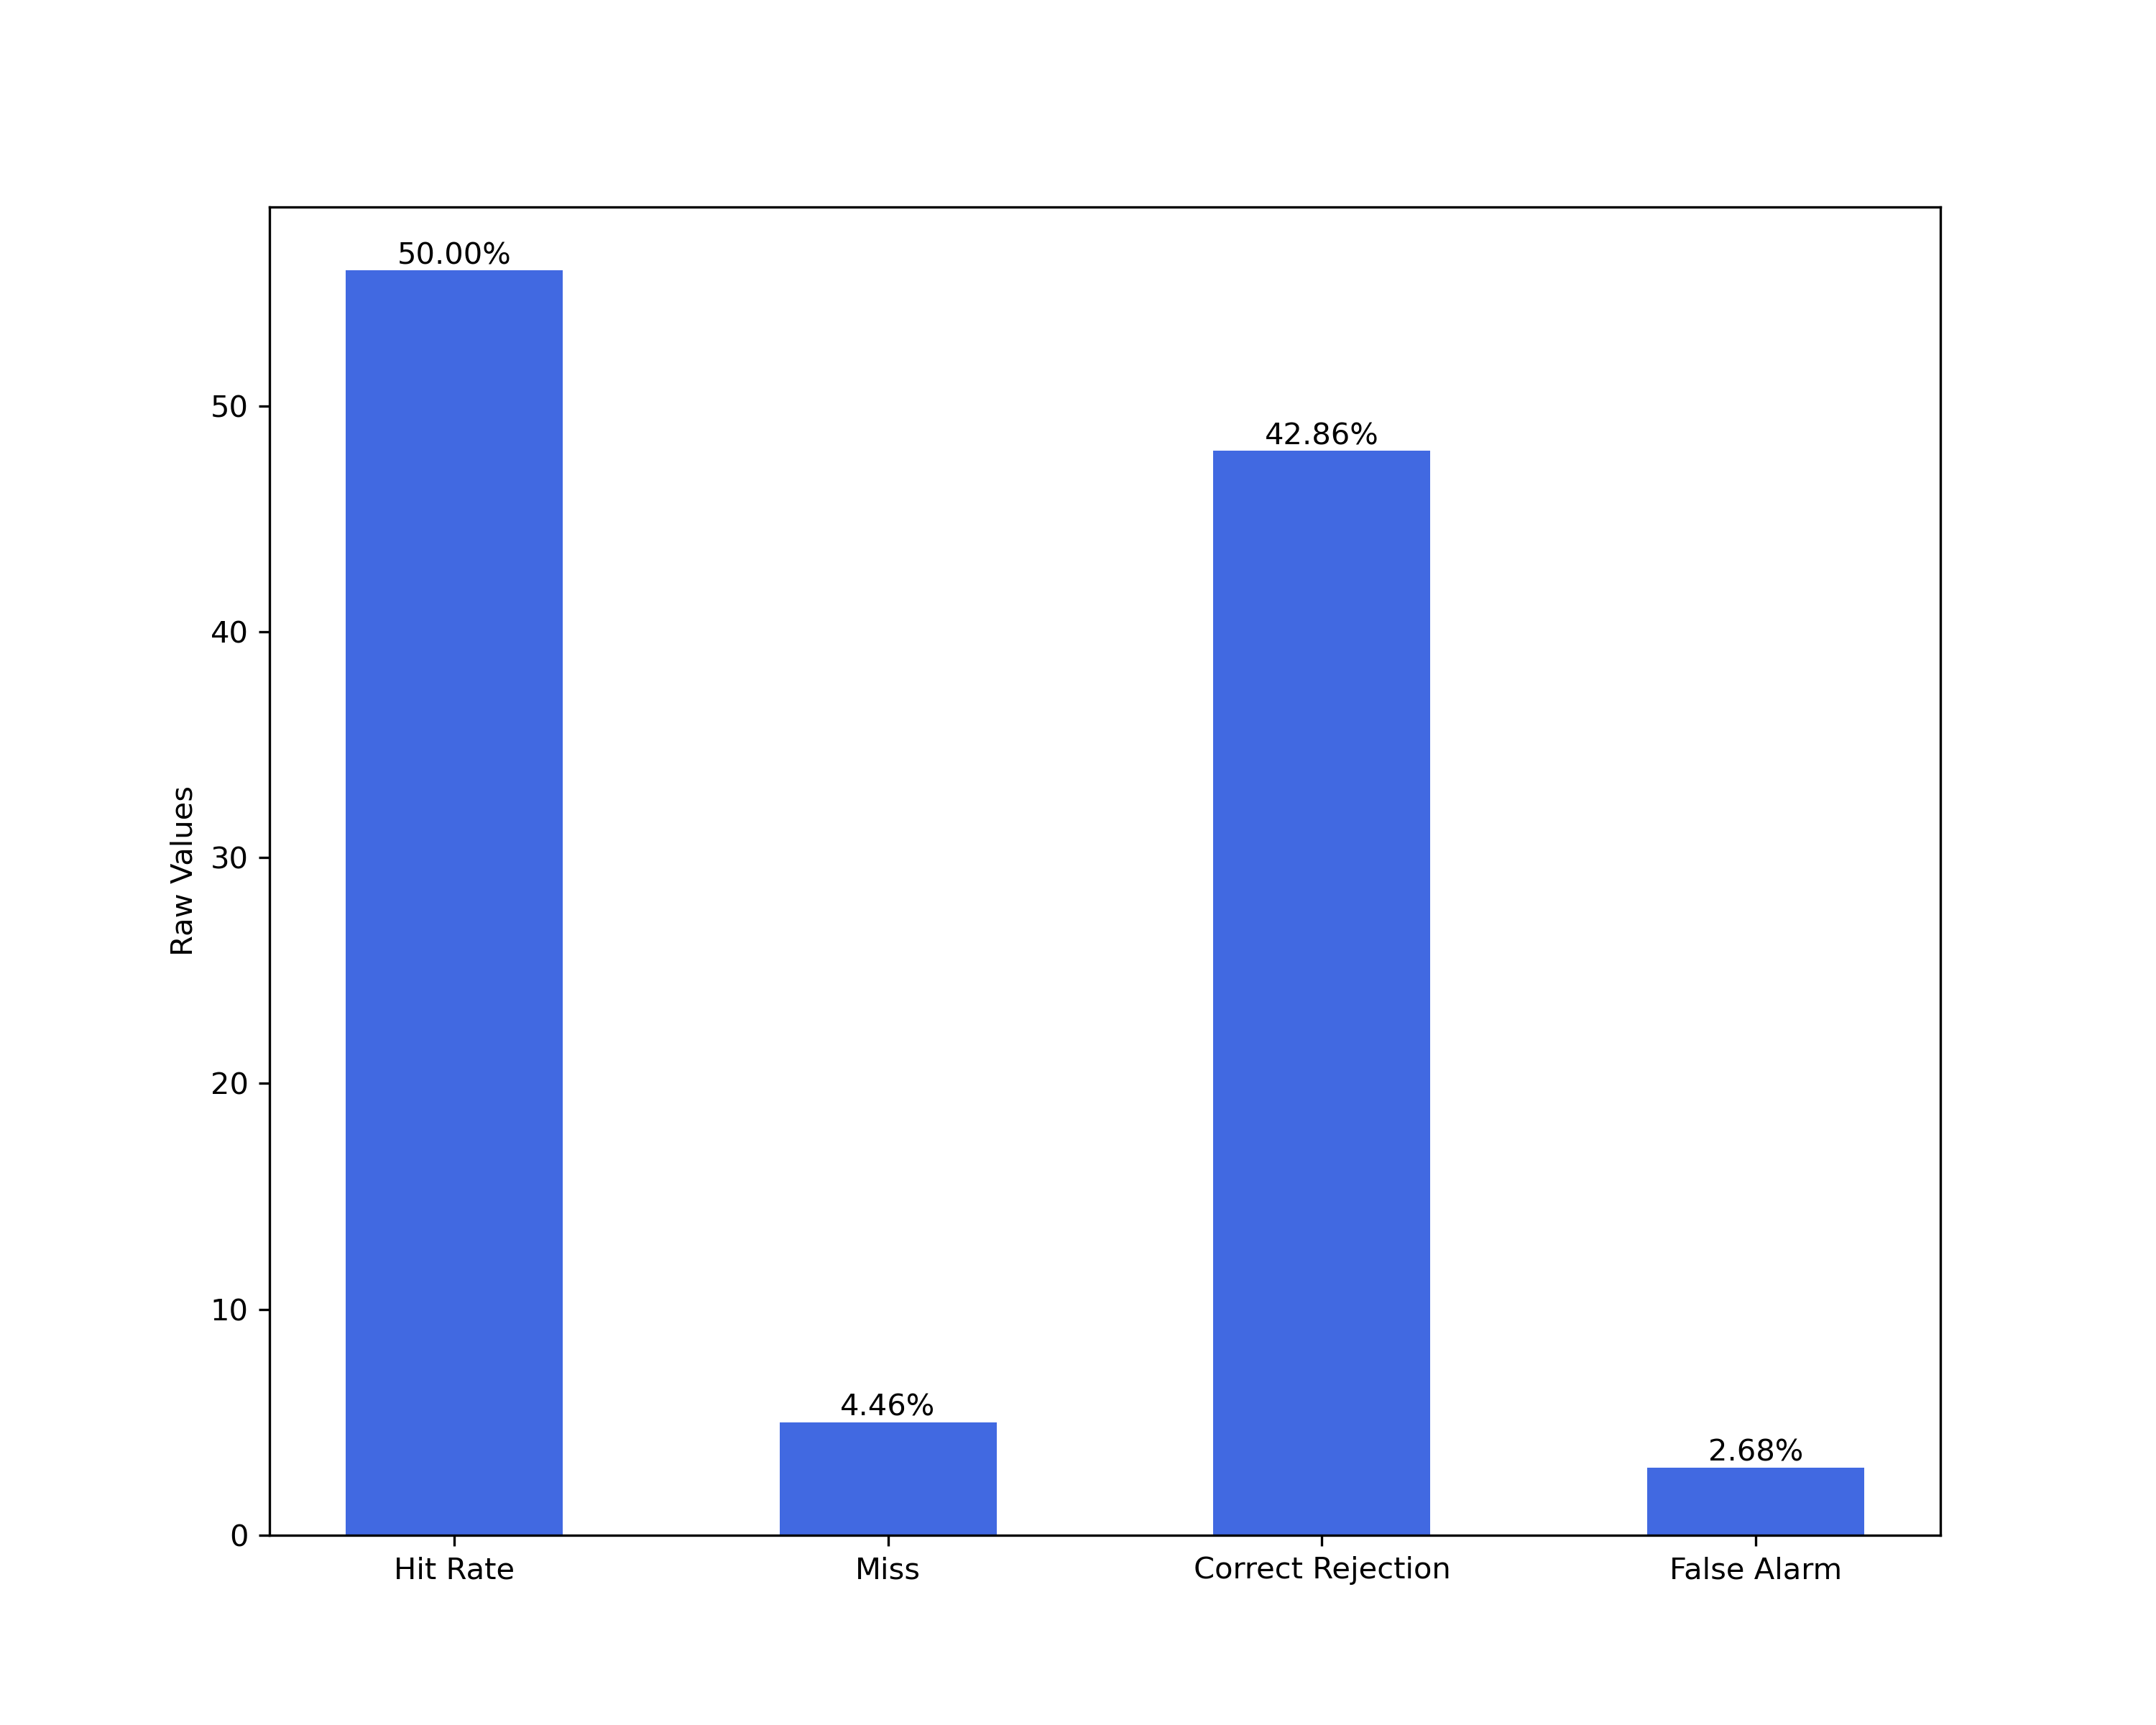 50.00%
42.86%
4.46%
2.68%
Raw Values
50
40
30
20
10
0
Hit Rate
Miss
Correct Rejection
False Alarm